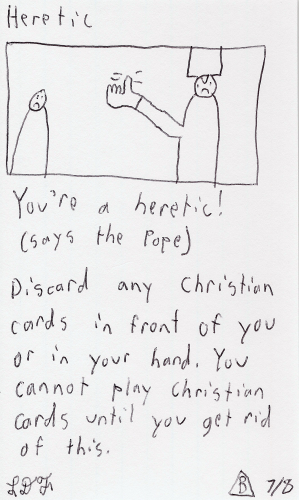 Heretic
You're a heretic!
(says the Pope)
Discard any Christian
cards in front of you
or in your hand. You
cannot play Christian
cards until you get rid
of this.
B 7/8